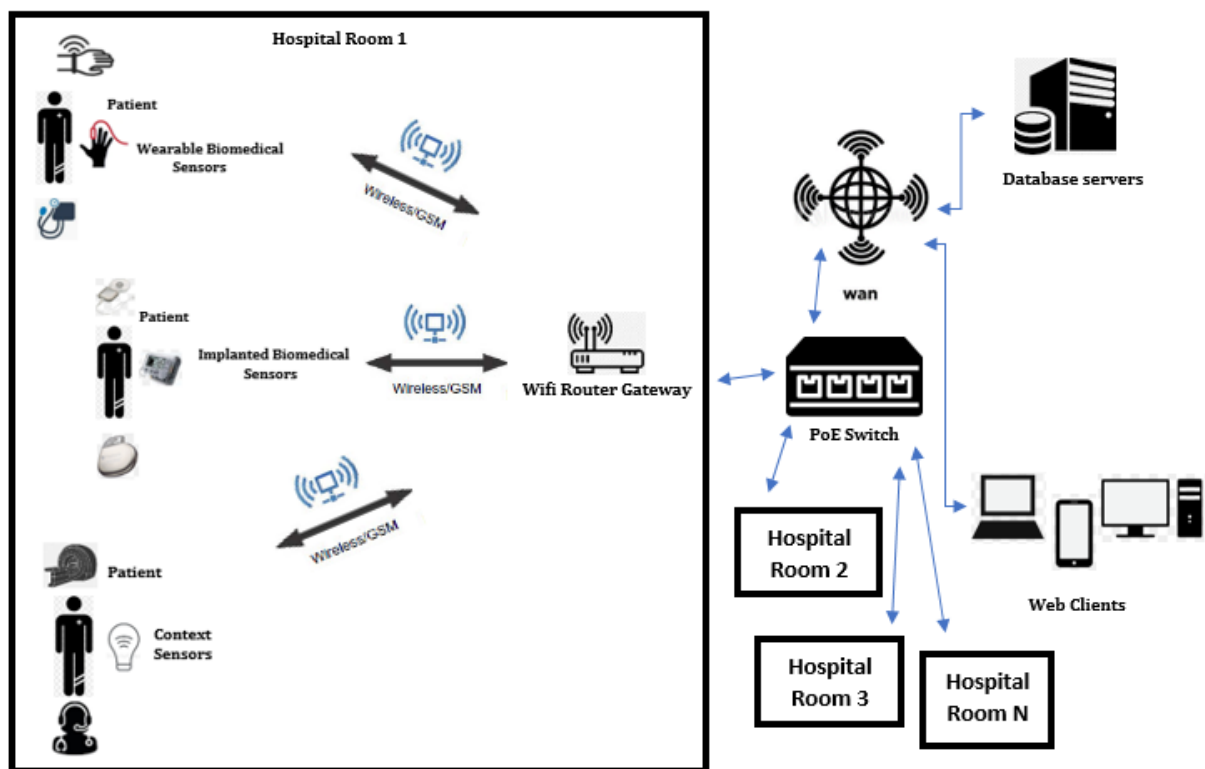 Hospital Room 1
Patient
Wearable Biomedical
Sensors
Wireless/GSM
Patient
Implanted Biomedical
Sensors
Wireless/GSM
Wifi Router Gateway
Wireless/GSM
Patient
Context
Sensors
Database servers
wan
PoE Switch
Hospital
Room 2
Web Clients
Hospital
Room 3
Hospital
Room N